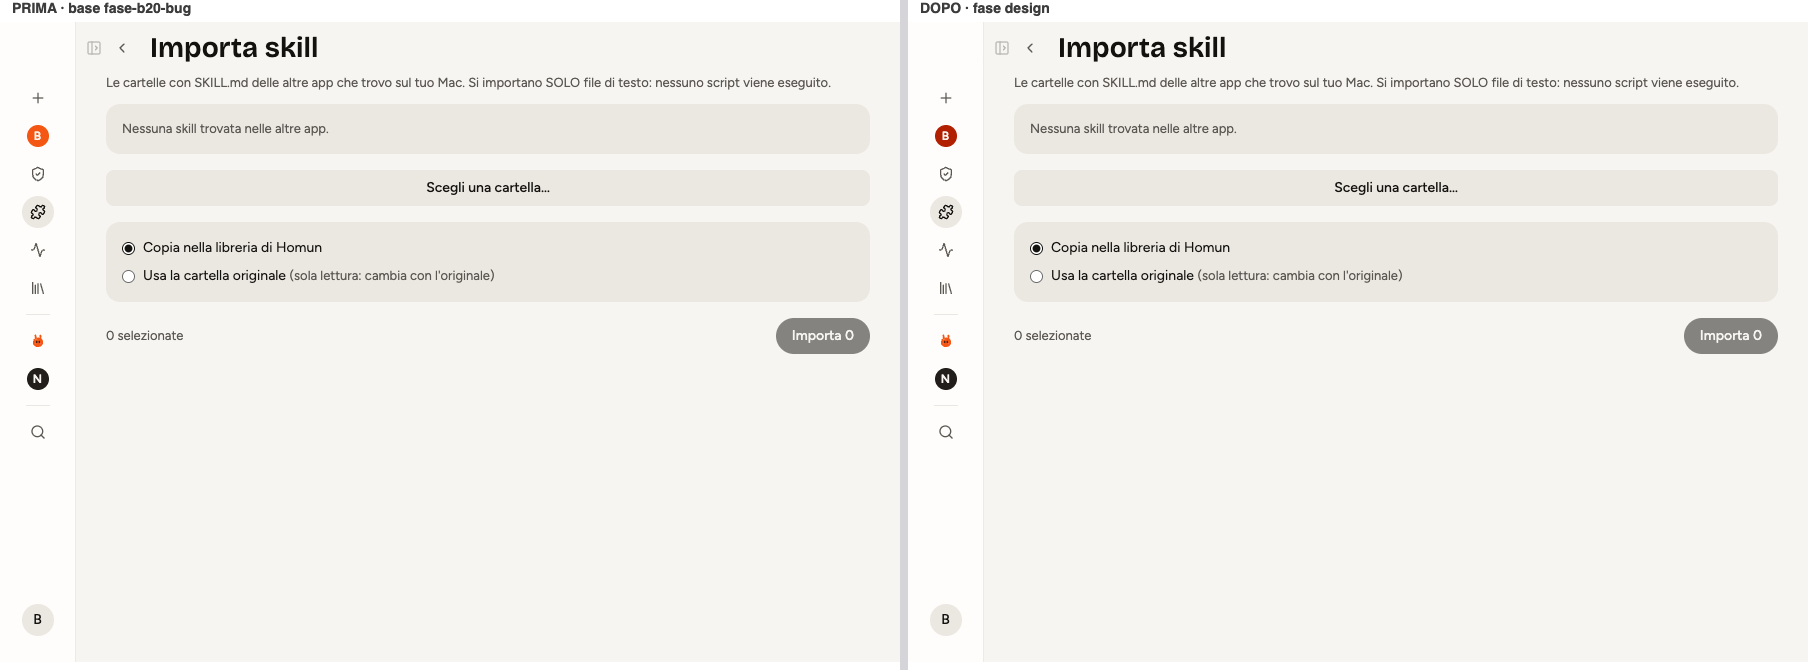 PRIMA · base fase-b20-bug
Importa skill
Le cartelle con SKILL.md delle altre app che trovo sul tuo Mac. Si importano SOLO file di testo: nessuno script viene eseguito.
B
Nessuna skill trovata nelle altre app.
Scegli una cartella...
Copia nella libreria di Homun
Usa la cartella originale (sola lettura: cambia con l'originale)
0 selezionate
Importa 0
N
B
DOPO · fase design
Importa skill
Le cartelle con SKILL.md delle altre app che trovo sul tuo Mac. Si importano SOLO file di testo: nessuno script viene eseguito.
B
Nessuna skill trovata nelle altre app.
Scegli una cartella...
Copia nella libreria di Homun
Usa la cartella originale (sola lettura: cambia con l'originale)
0 selezionate
Importa 0
N
B